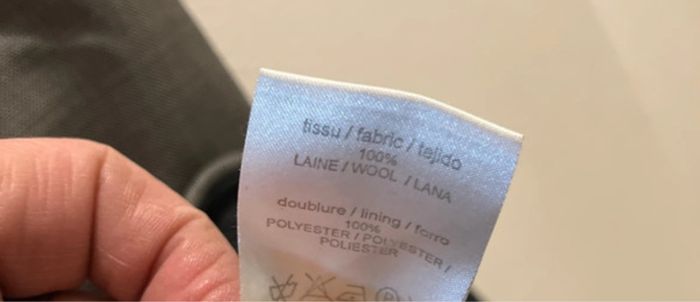 tissu / fabric / tejido
100%
LAINE / WOOL / LANA
doublure / lining / forro
100%
POLYESTER / POLYESTER /
POLIESTER